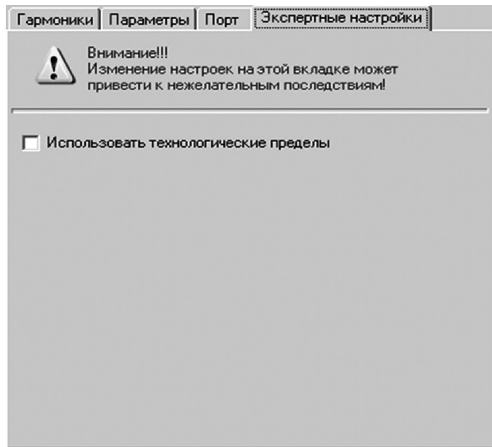 Гармоники Параметры Порт Экспертные настройки
Внимание!!!
Изменение настроек на этой вкладке может
привести к нежелательным последствиям!
Использовать технологические пределы